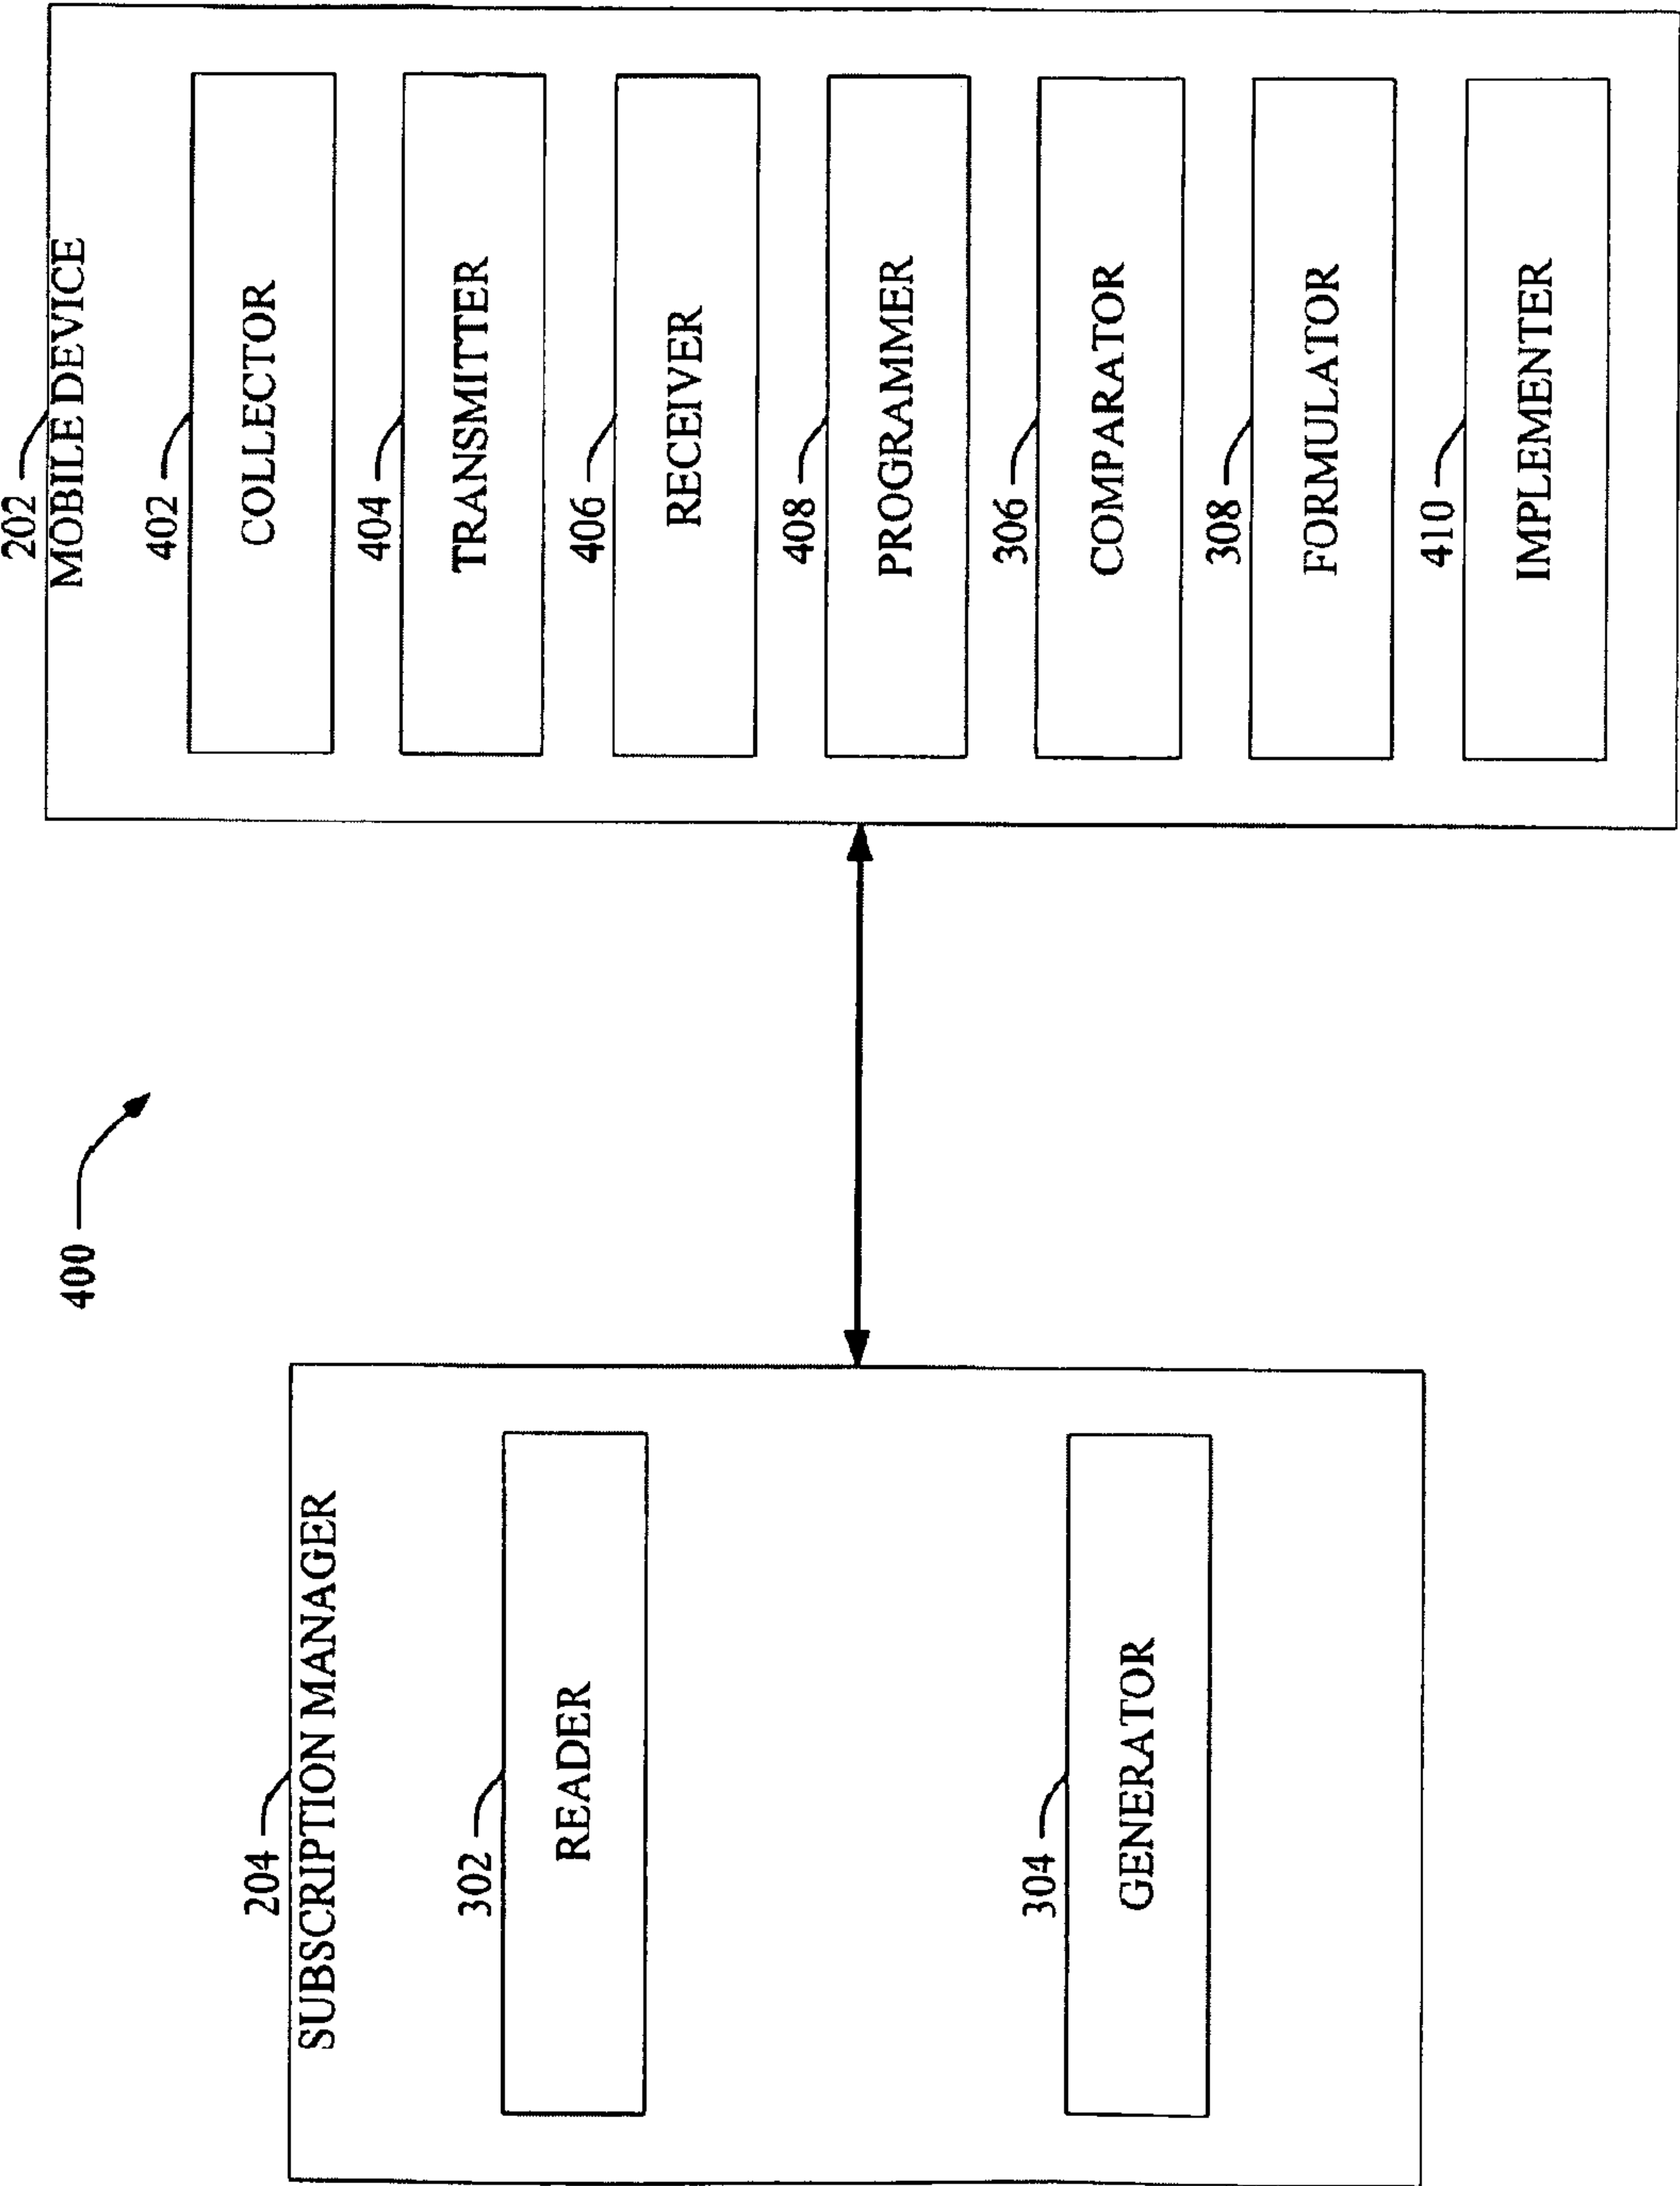 400
204
SUBSCRIPTION MANAGER
302
READER
304
GENERATOR
202
MOBILE DEVICE
402
COLLECTOR
404
TRANSMITTER
406
RECEIVER
408
PROGRAMMER
306
COMPARATOR
308
FORMULATOR
410
IMPLEMENTER